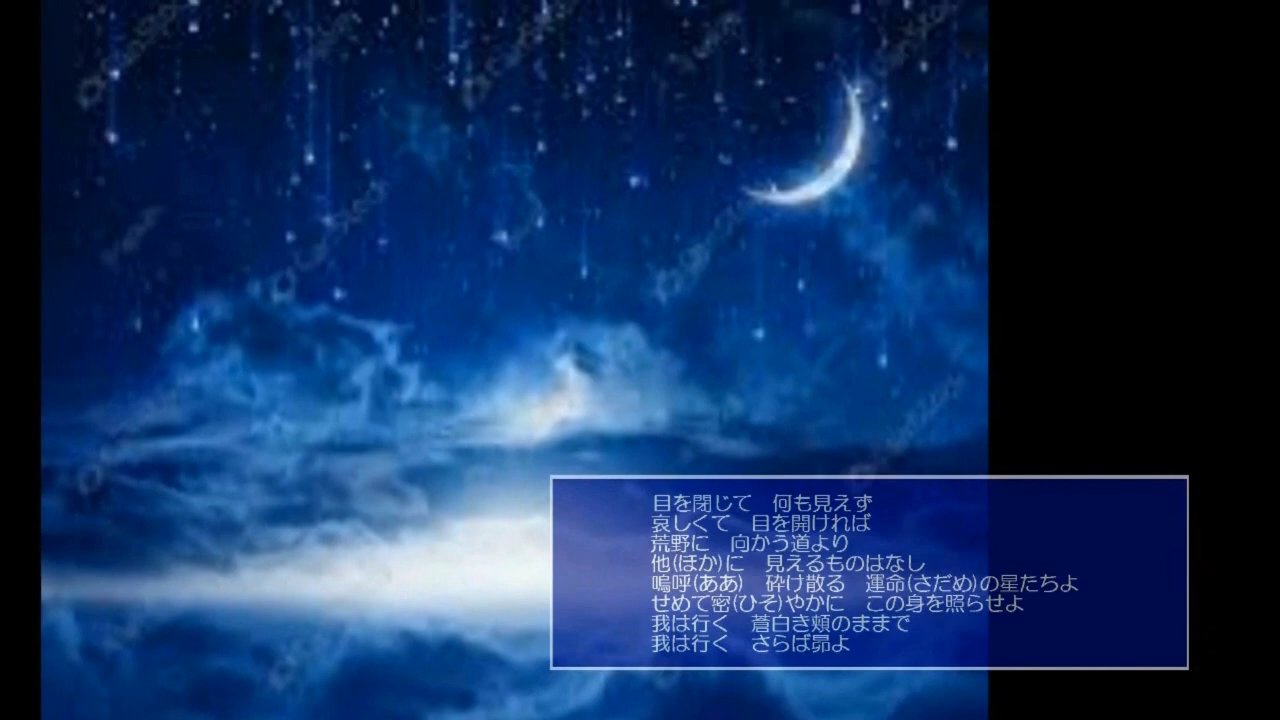 目を閉じて　何も見えず
哀しくて　目を開ければ
荒野に　向かう道より
他(ほか)に　見えるものはなし
嗚呼(ああ)　砕け散る　運命(さだめ)の星たちよ
せめて密(ひそ)やかに　この身を照らせよ
我は行く　蒼白き頬のままで
我は行く　さらば昴よ